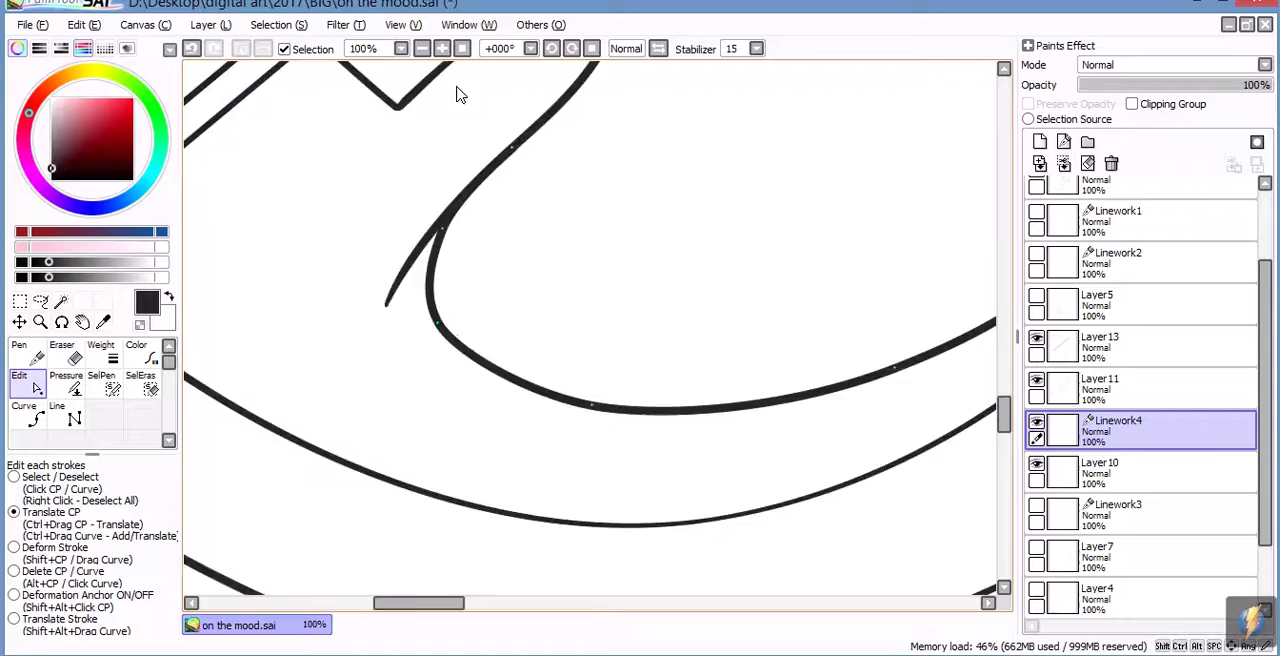 D:\Desktop\digital art\2017\BIG\on the mood.sai (*)
File (F) Edit (E) Canvas (C) Layer (L) Selection (S) Filter (T) View (V) Window (W) Others (O)
Selection 100% +000° Normal Stabilizer 15
Paints Effect
Mode Normal
Opacity 100%
Preserve Opacity Clipping Group
Selection Source
Normal
100%
Linework1
Normal
100%
Linework2
Normal
100%
Layer5
Normal
100%
Layer13
Normal
100%
Layer11
Normal
100%
Linework4
Normal
100%
Layer10
Normal
100%
Linework3
Normal
100%
Layer7
Normal
100%
Layer4
Normal
100%
Pen Eraser Weight Color
Edit Pressure SelPen SelEras
Curve Line
Edit each strokes
Select / Deselect
(Click CP / Curve)
(Right Click - Deselect All)
Translate CP
(Ctrl+Drag CP - Translate)
(Ctrl+Drag Curve - Add/Translate)
Deform Stroke
(Shift+CP / Drag Curve)
Delete CP / Curve
(Alt+CP / Curve)
Deformation Anchor ON/OFF
(Shift+Alt+Click CP)
Translate Stroke
(Shift+Alt+Drag Curve)
on the mood.sai 100%
Memory load: 46% (662MB used / 999MB reserved) Shift Ctrl Alt SPC Any